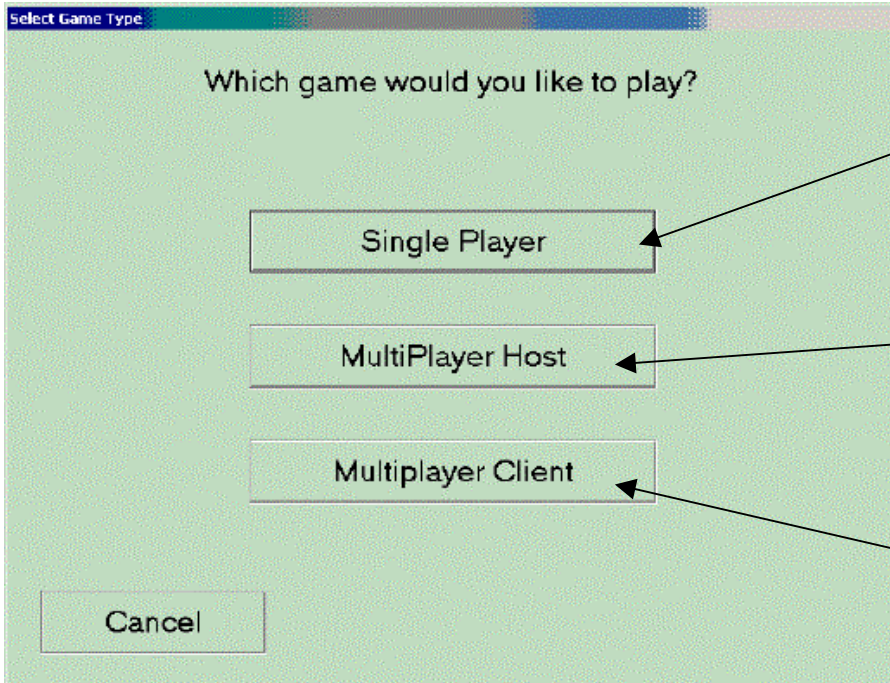 Select Game Type
Which game would you like to play?
Single Player
MultiPlayer Host
Multiplayer Client
Cancel